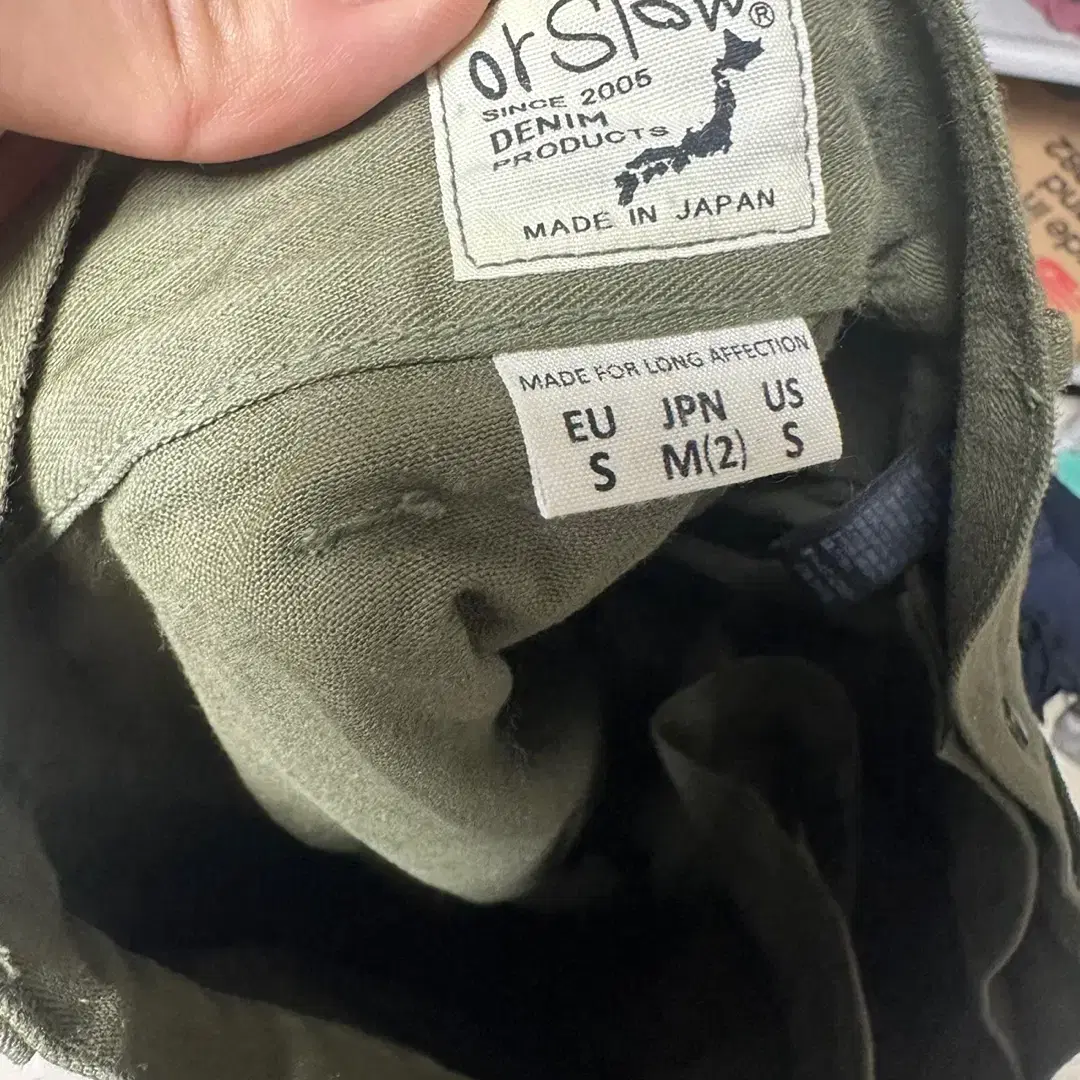 orSlow®
SINCE 2005
DENIM
PRODUCTS
MADE IN JAPAN
MADE FOR LONG AFFECTION
EU JPN US
S M(2) S